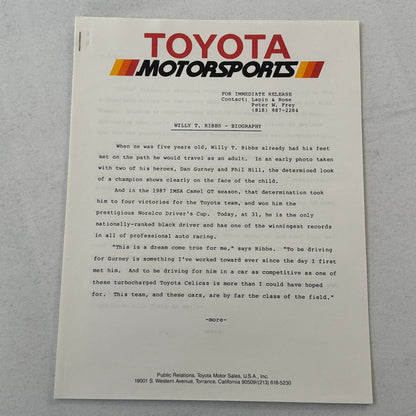 TOYOTA
MOTORSPORTS
FOR IMMEDIATE RELEASE
Contact: Lapin & Rose
Peter W. Frey
(818) 887-2284
WILLY T. RIBBS - BIOGRAPHY
When he was five years old, Willy T. Ribbs already had his feet
set on the path he would travel as an adult. In an early photo taken
with two of his heroes, Dan Gurney and Phil Hill, the determined look
of a champion shows clearly on the face of the child.
And in the 1987 IMSA Camel GT season, that determination took
him to four victories for the Toyota team, and won him the
prestigious Norelco Driver's Cup. Today, at 31, he is the only
nationally-ranked black driver and has one of the winningest records
in all of professional auto racing.
"This is a dream come true for me," says Ribbs. "To be driving
for Gurney is something I've worked toward ever since the day I first
met him. And to be driving for him in a car as competitive as one of
these turbocharged Toyota Celicas is more than I could have hoped
for. This team, and these cars, are by far the class of the field."
-more-
Public Relations, Toyota Motor Sales, U.S.A., Inc.
19001 S. Western Avenue, Torrance, California 90509/(213) 618-5230